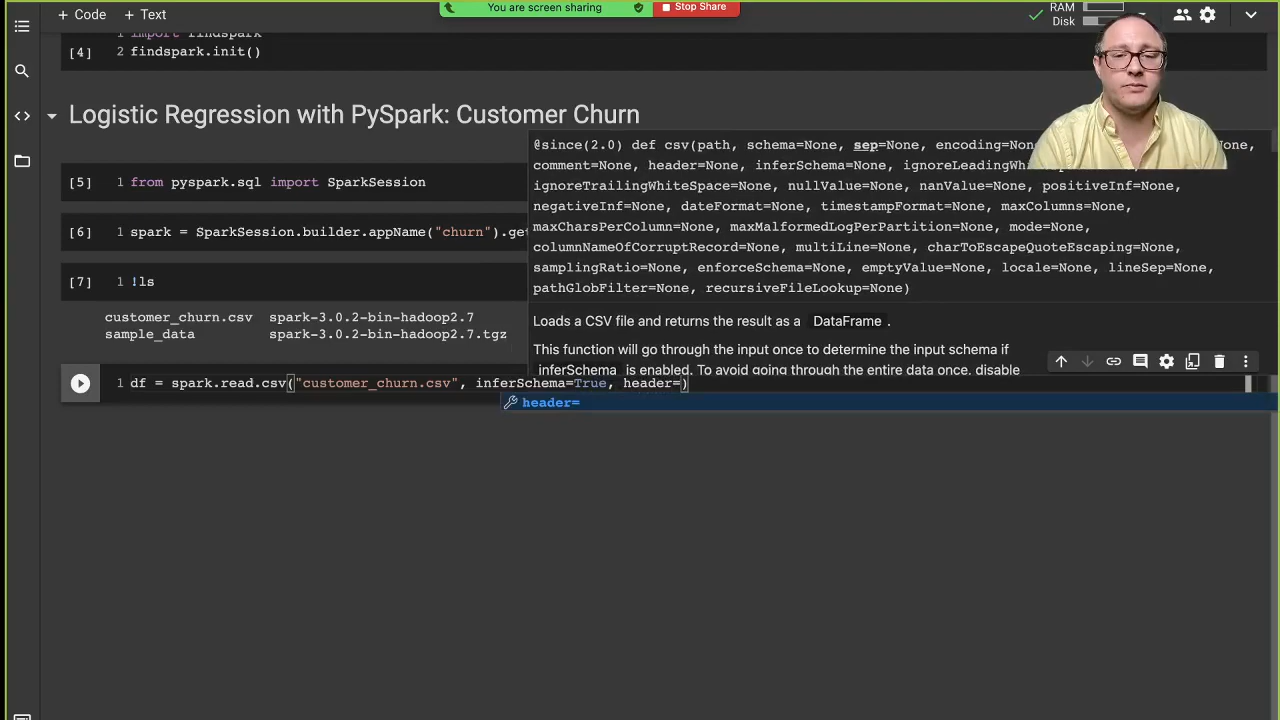 + Code + Text
You are screen sharing
Stop Share
RAM
Disk
import findspark
[4] 2 findspark.init()
Logistic Regression with PySpark: Customer Churn
[5] 1 from pyspark.sql import SparkSession
[6] 1 spark = SparkSession.builder.appName("churn").get
[7] 1 !ls
customer_churn.csv spark-3.0.2-bin-hadoop2.7
sample_data spark-3.0.2-bin-hadoop2.7.tgz
1 df = spark.read.csv("customer_churn.csv", inferSchema=True, header=)
header=
@since(2.0) def csv(path, schema=None, sep=None, encoding=None,
comment=None, header=None, inferSchema=None, ignoreLeadingWhi
ignoreTrailingWhiteSpace=None, nullValue=None, nanValue=None, positiveInf=None,
negativeInf=None, dateFormat=None, timestampFormat=None, maxColumns=None,
maxCharsPerColumn=None, maxMalformedLogPerPartition=None, mode=None,
columnNameOfCorruptRecord=None, multiLine=None, charToEscapeQuoteEscaping=None,
samplingRatio=None, enforceSchema=None, emptyValue=None, locale=None, lineSep=None,
pathGlobFilter=None, recursiveFileLookup=None)
Loads a CSV file and returns the result as a DataFrame.
This function will go through the input once to determine the input schema if
inferSchema is enabled. To avoid going through the entire data once, disable